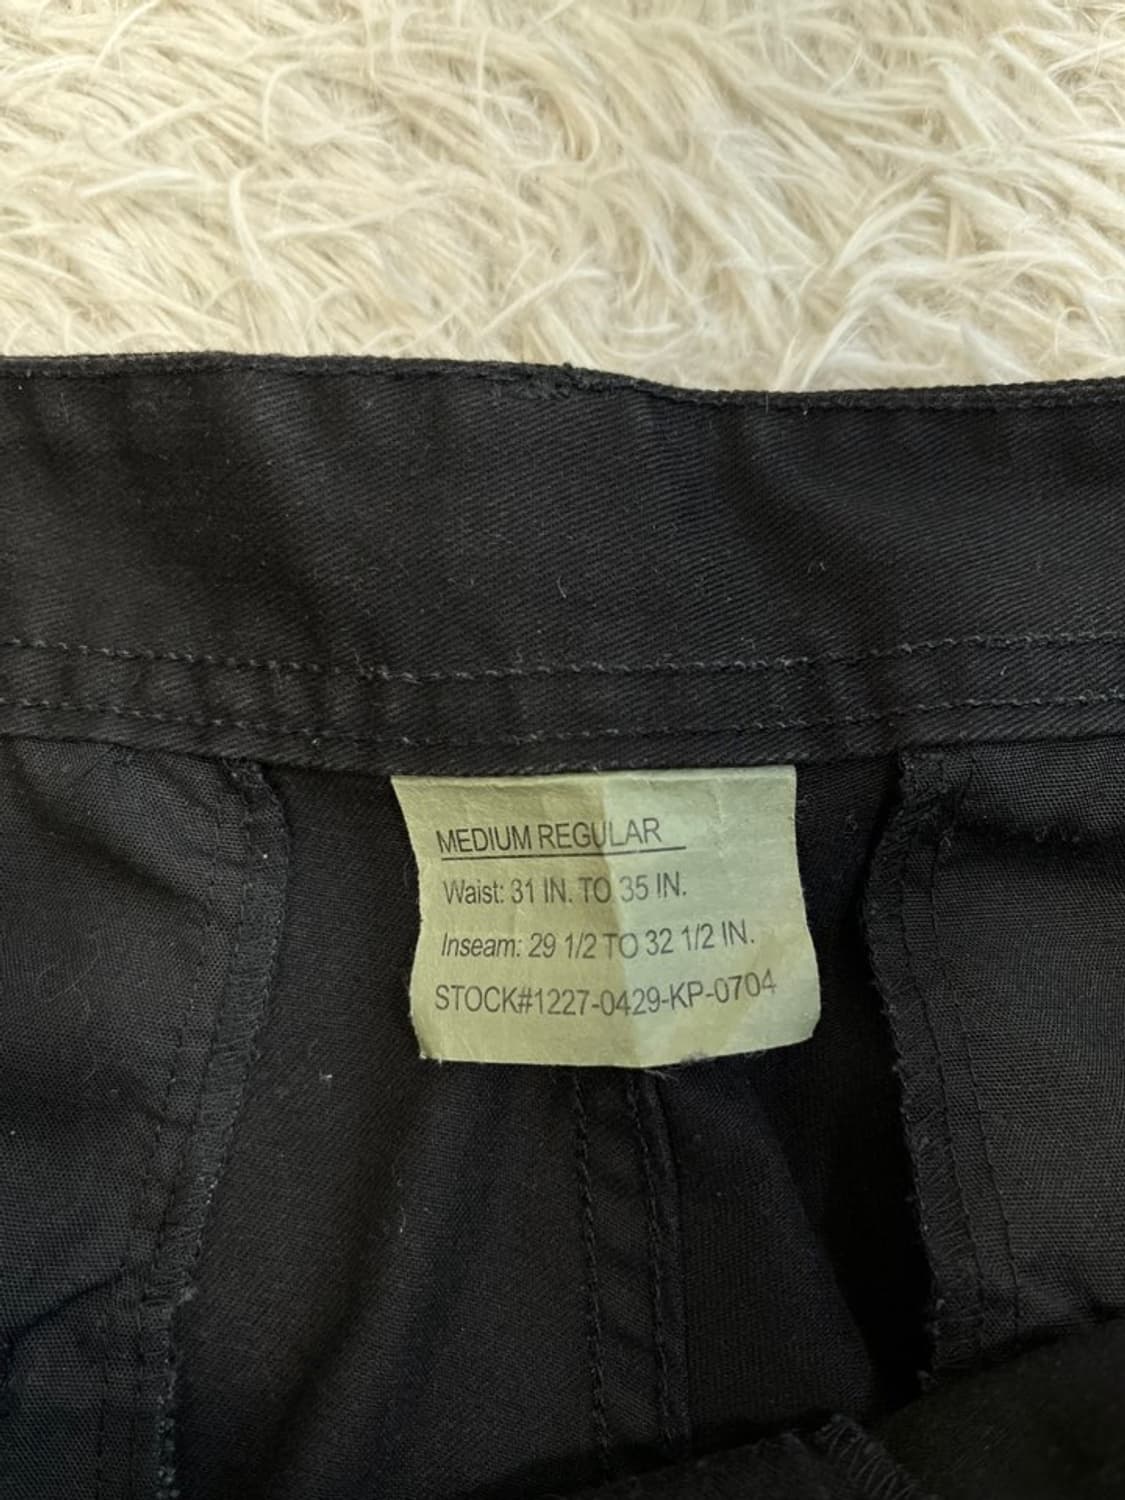 MEDIUM REGULAR
Waist: 31 IN. TO 35 IN.
Inseam: 29 1/2 TO 32 1/2 IN.
STOCK#1227-0429-KP-0704